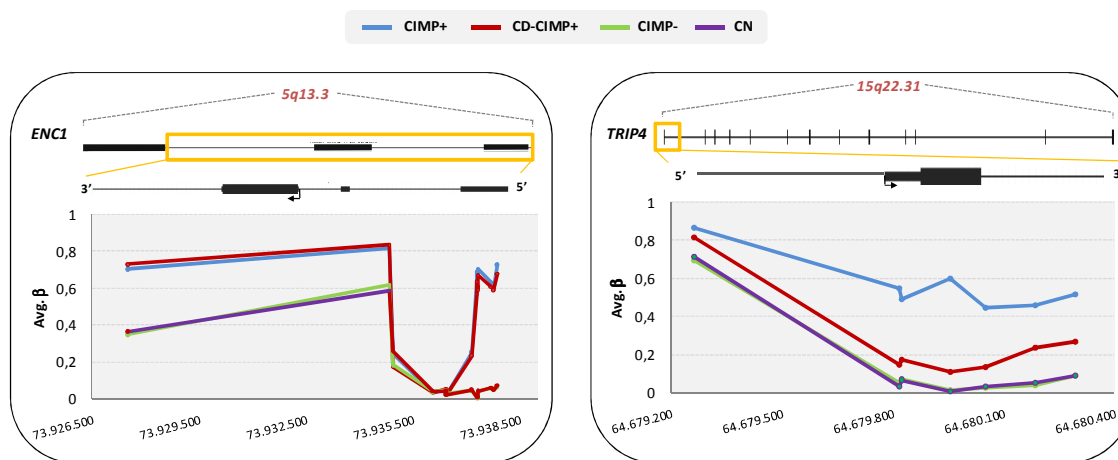 CIMP+ CD-CIMP+ CIMP- CN
5q13.3
ENC1
3’ 5’
1
0,8
0,6
0,4
0,2
0
Avg. β
73.926.500 73.929.500 73.932.500 73.935.500 73.938.500
15q22.31
TRIP4
5’ 3
1
0,8
0,6
0,4
0,2
0
Avg. β
64.679.200 64.679.500 64.679.800 64.680.100 64.680.400